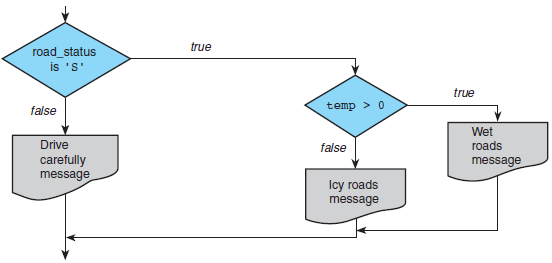 road_status
is 'S'
true
temp > 0
true
false
Drive
carefully
message
false
Wet
roads
message
Icy roads
message